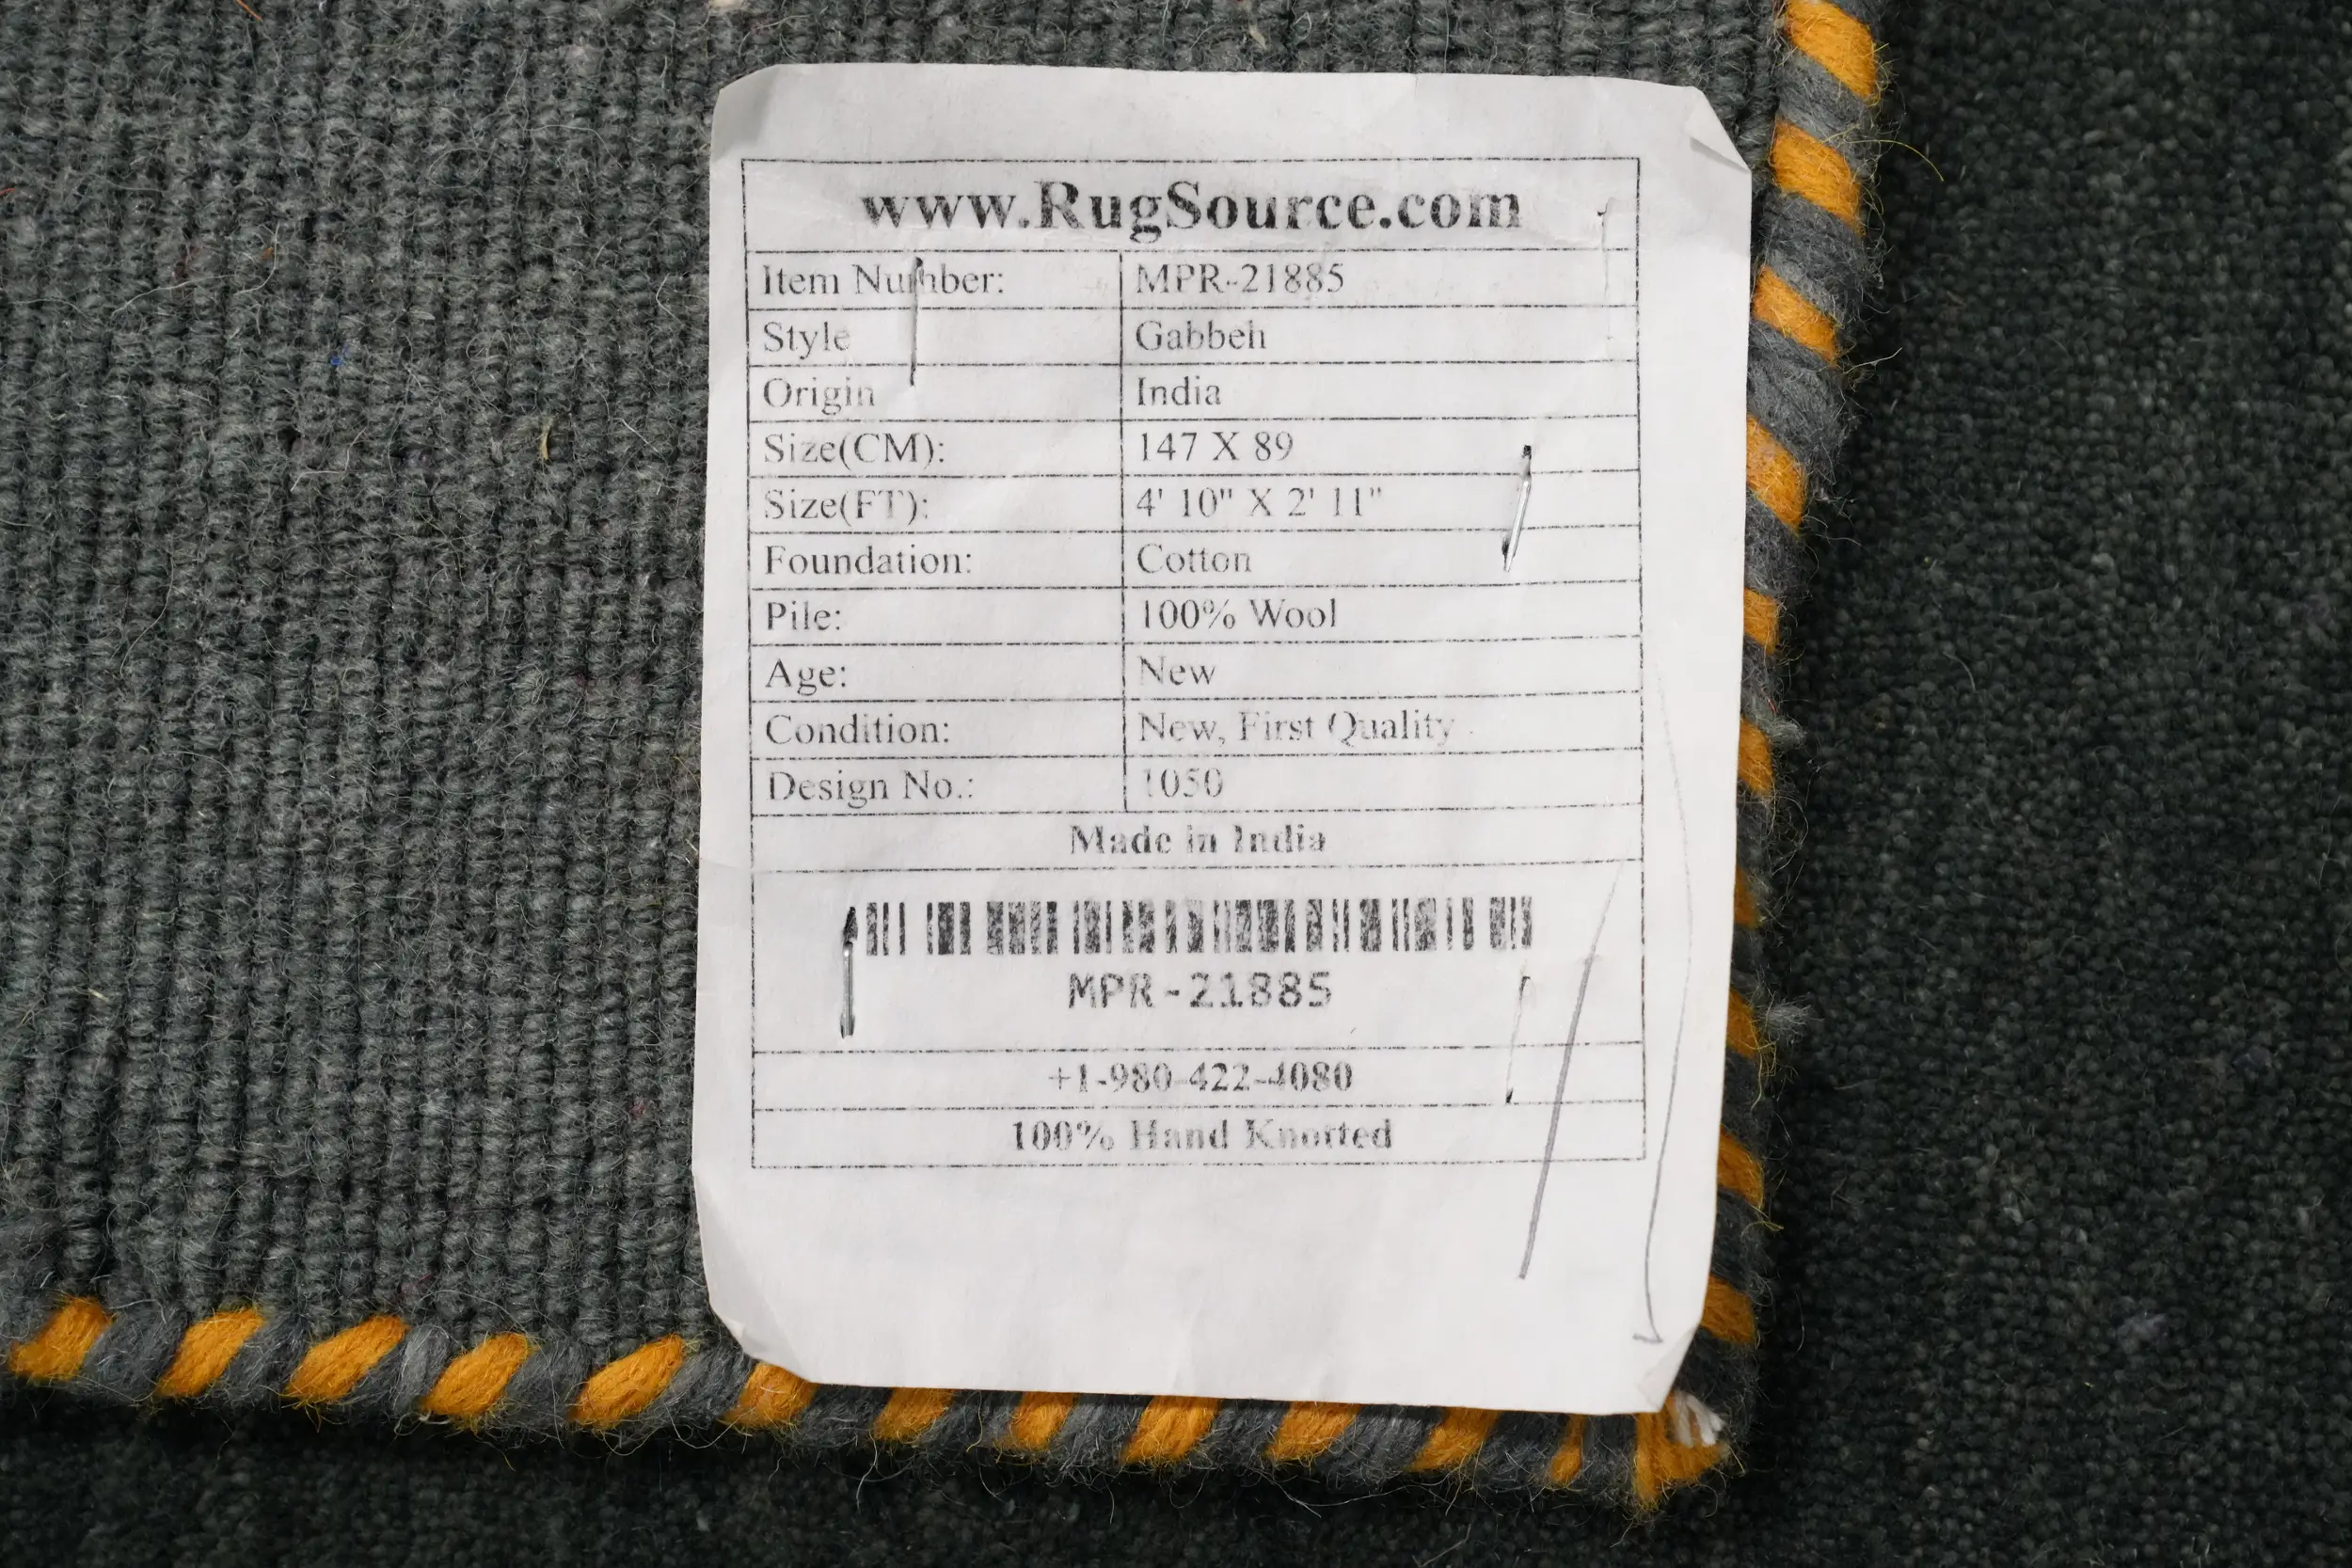 www.RugSource.com
Item Number: MPR-21885
Style Gabbeh
Origin India
Size(CM): 147 X 89
Size(FT): 4' 10" X 2' 11"
Foundation: Cotton
Pile: 100% Wool
Age: New
Condition: New, First Quality
Design No.: 1050
Made in India
MPR-21885
+1-980-422-4080
100% Hand Knotted